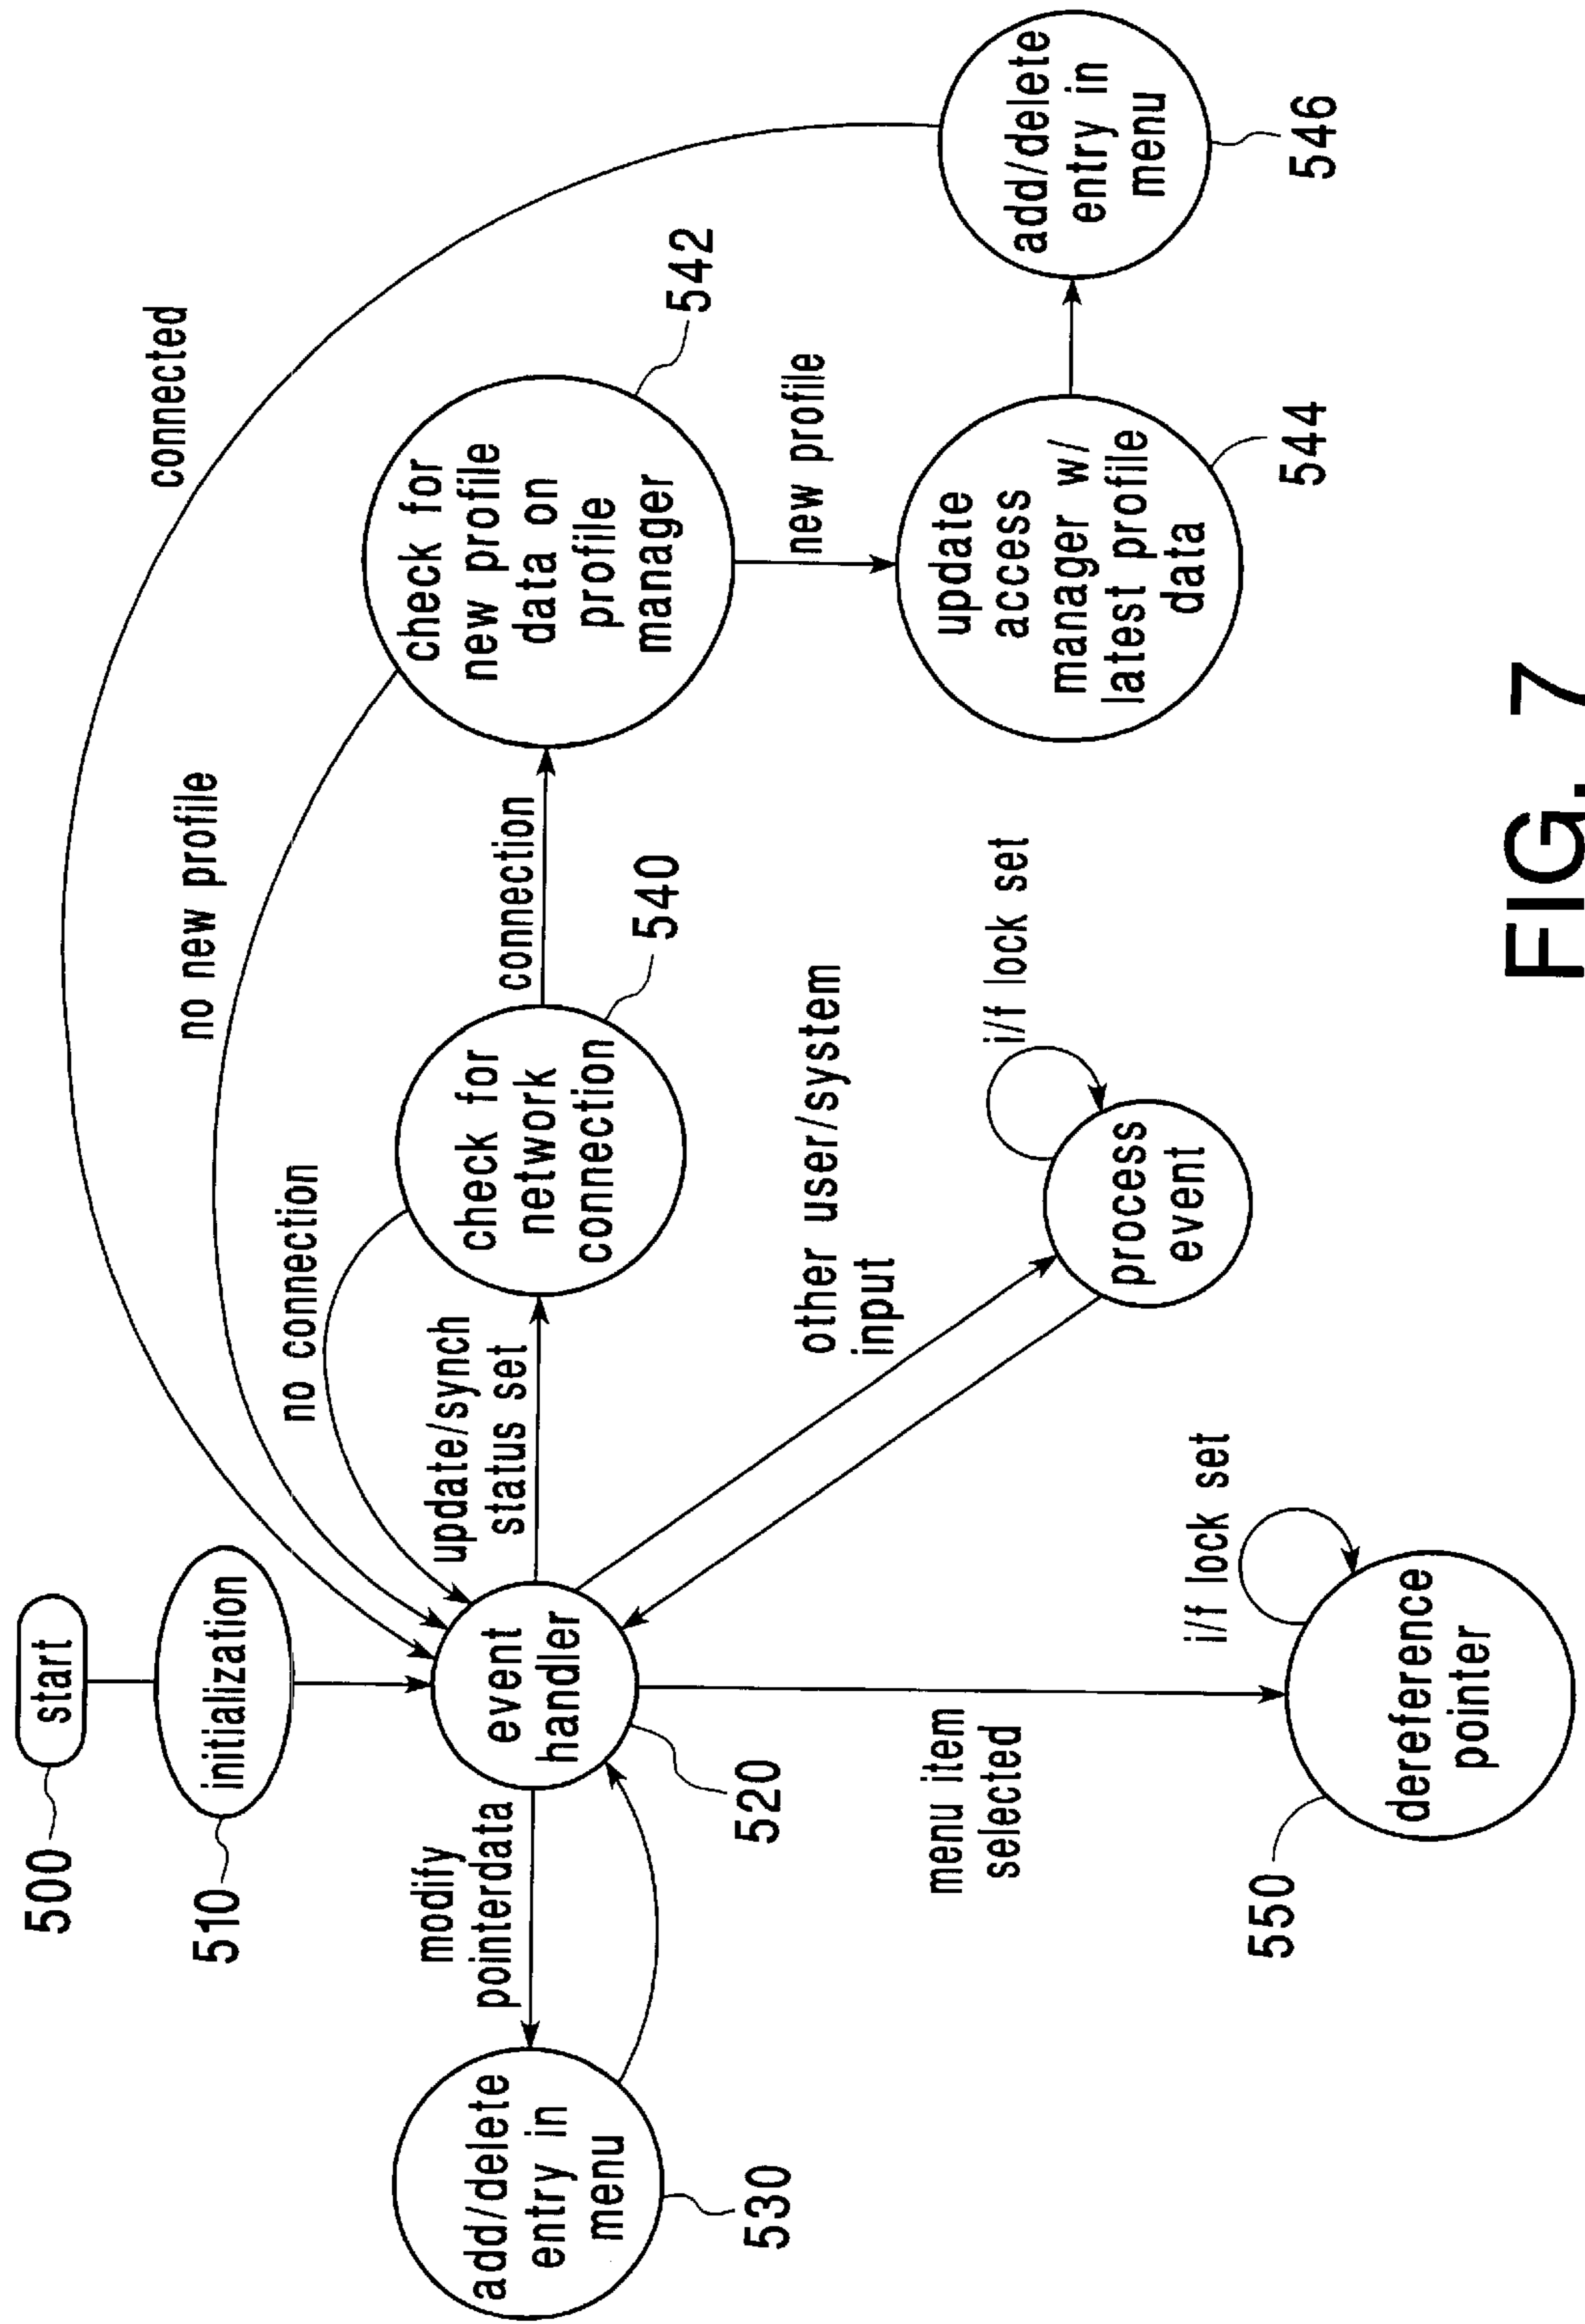 start
500
initialization
510
event
handler
520
modify
pointerdata
add/delete
entry in
menu
530
update/synch
status set
no connection
check for
network
connection
540
connection
no new profile
check for
new profile
data on
profile
manager
542
new profile
update
access
manager w/
latest profile
data
544
add/delete
entry in
menu
546
connected
other user/system
input
process
event
i/f lock set
menu item
selected
dereference
pointer
550
i/f lock set
FIG. 7